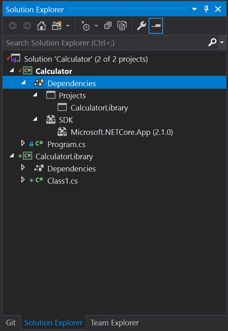 Solution Explorer
Search Solution Explorer (Ctrl+;)
Solution 'Calculator' (2 of 2 projects)
C# Calculator
Dependencies
Projects
CalculatorLibrary
SDK
Microsoft.NETCore.App (2.1.0)
C# Program.cs
C# CalculatorLibrary
Dependencies
C# Class1.cs
Git Solution Explorer Team Explorer